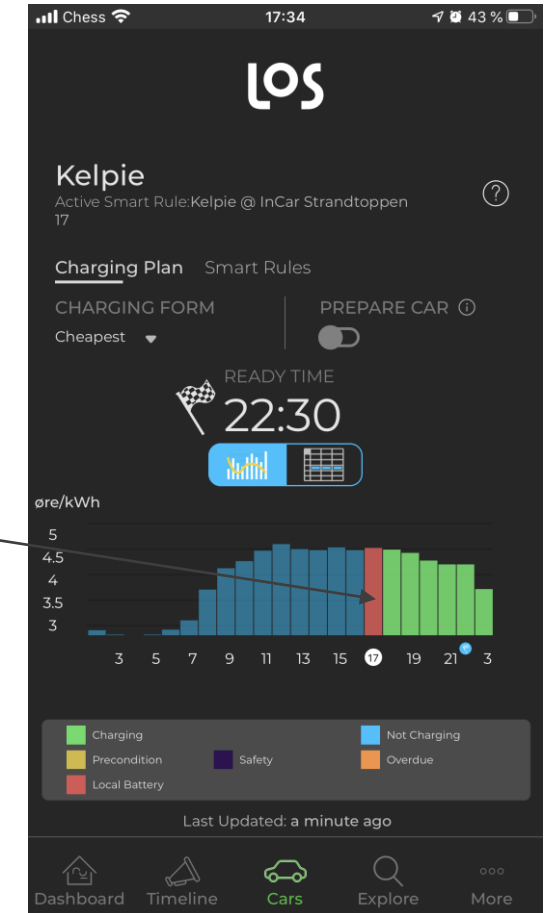 Chess 17:34 43 %
LOS
Kelpie
Active Smart Rule:Kelpie @ InCar Strandtoppen
17
Charging Plan Smart Rules
CHARGING FORM PREPARE CAR
Cheapest
READY TIME
22:30
øre/kWh
5
4.5
4
3.5
3
3 5 7 9 11 13 15 17 19 21 3
Charging Not Charging
Precondition Safety Overdue
Local Battery
Last Updated: a minute ago
Dashboard Timeline Cars Explore More